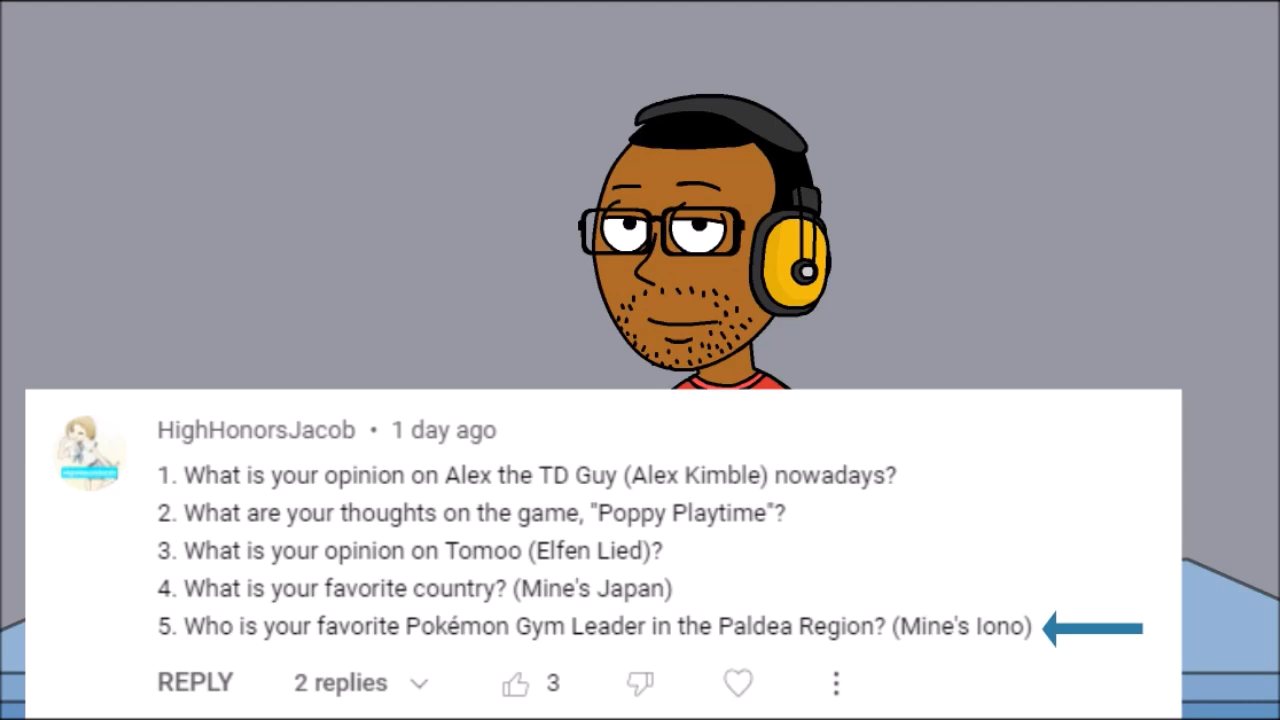 HighHonorsJacob • 1 day ago
1. What is your opinion on Alex the TD Guy (Alex Kimble) nowadays?
2. What are your thoughts on the game, "Poppy Playtime"?
3. What is your opinion on Tomoo (Elfen Lied)?
4. What is your favorite country? (Mine's Japan)
5. Who is your favorite Pokémon Gym Leader in the Paldea Region? (Mine's Iono)
REPLY 2 replies 3